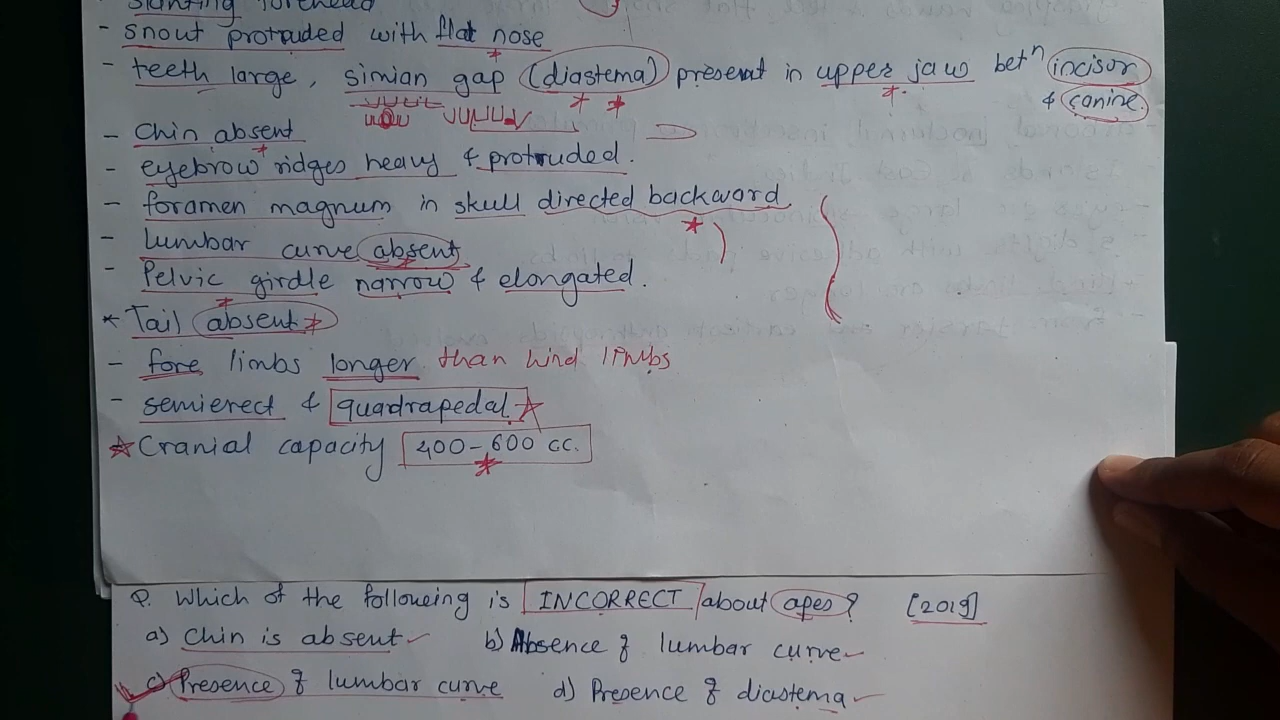 slanting forehead
- snout protruded with flat nose
- teeth large, simian gap (diastema) present in upper jaw betⁿ incisor & canine.
- chin absent
- eyebrow ridges heavy & protruded.
- foramen magnum in skull directed backward
- lumbar curve absent
- Pelvic girdle narrow & elongated.
* Tail absent
- fore limbs longer than hind limbs
- semierect & quadrapedal
Cranial capacity 400-600 cc.
Q. Which of the following is INCORRECT about apes? [2019]
a) chin is absent b) Absence of lumbar curve
c) Presence of lumbar curve d) Presence of diastema